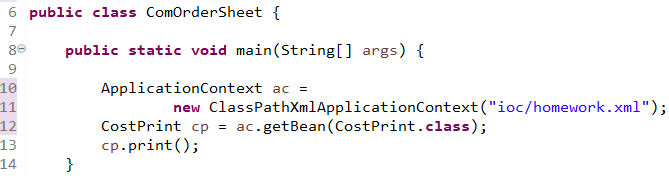 6 public class ComOrderSheet {
7
8 public static void main(String[] args) {
9
10 ApplicationContext ac =
11 new ClassPathXmlApplicationContext("ioc/homework.xml");
12 CostPrint cp = ac.getBean(CostPrint.class);
13 cp.print();
14 }